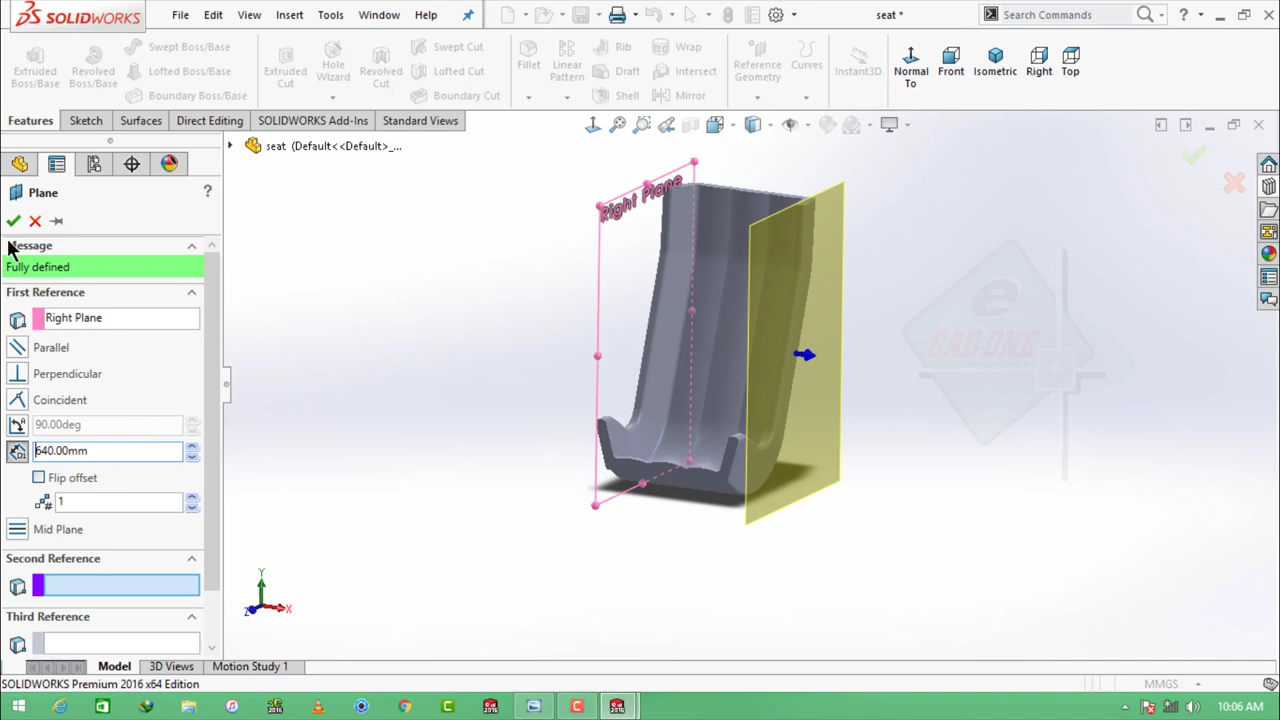 SOLIDWORKS File Edit View Insert Tools Window Help seat * Search Commands ?
Extruded Boss/Base Revolved Boss/Base Swept Boss/Base Lofted Boss/Base Boundary Boss/Base Extruded Cut Hole Wizard Revolved Cut Swept Cut Lofted Cut Boundary Cut Fillet Linear Pattern Rib Draft Shell Wrap Intersect Mirror Reference Geometry Curves Instant3D Normal To Front Isometric Right Top
Features Sketch Surfaces Direct Editing SOLIDWORKS Add-Ins Standard Views
seat (Default<<Default>_...
Plane ?
Message
Fully defined
First Reference
Right Plane
Parallel
Perpendicular
Coincident
90.00deg
640.00mm
Flip offset
1
Mid Plane
Second Reference
Third Reference
Right Plane
e
CAD ONE
Y
Z X
Model 3D Views Motion Study 1
SOLIDWORKS Premium 2016 x64 Edition MMGS
2016 2016 2016 10:06 AM